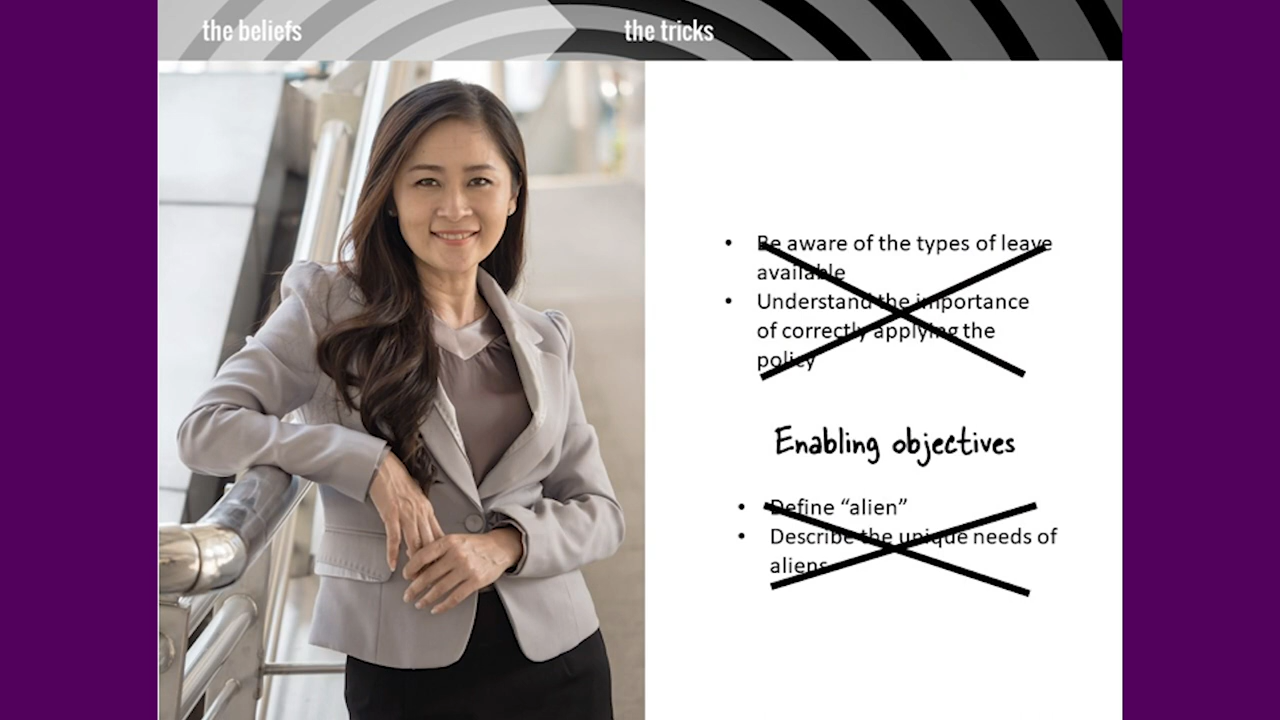 the beliefs
the tricks
• Be aware of the types of leave
available
• Understand the importance
of correctly applying the
policy
Enabling objectives
• Define “alien”
• Describe the unique needs of
aliens